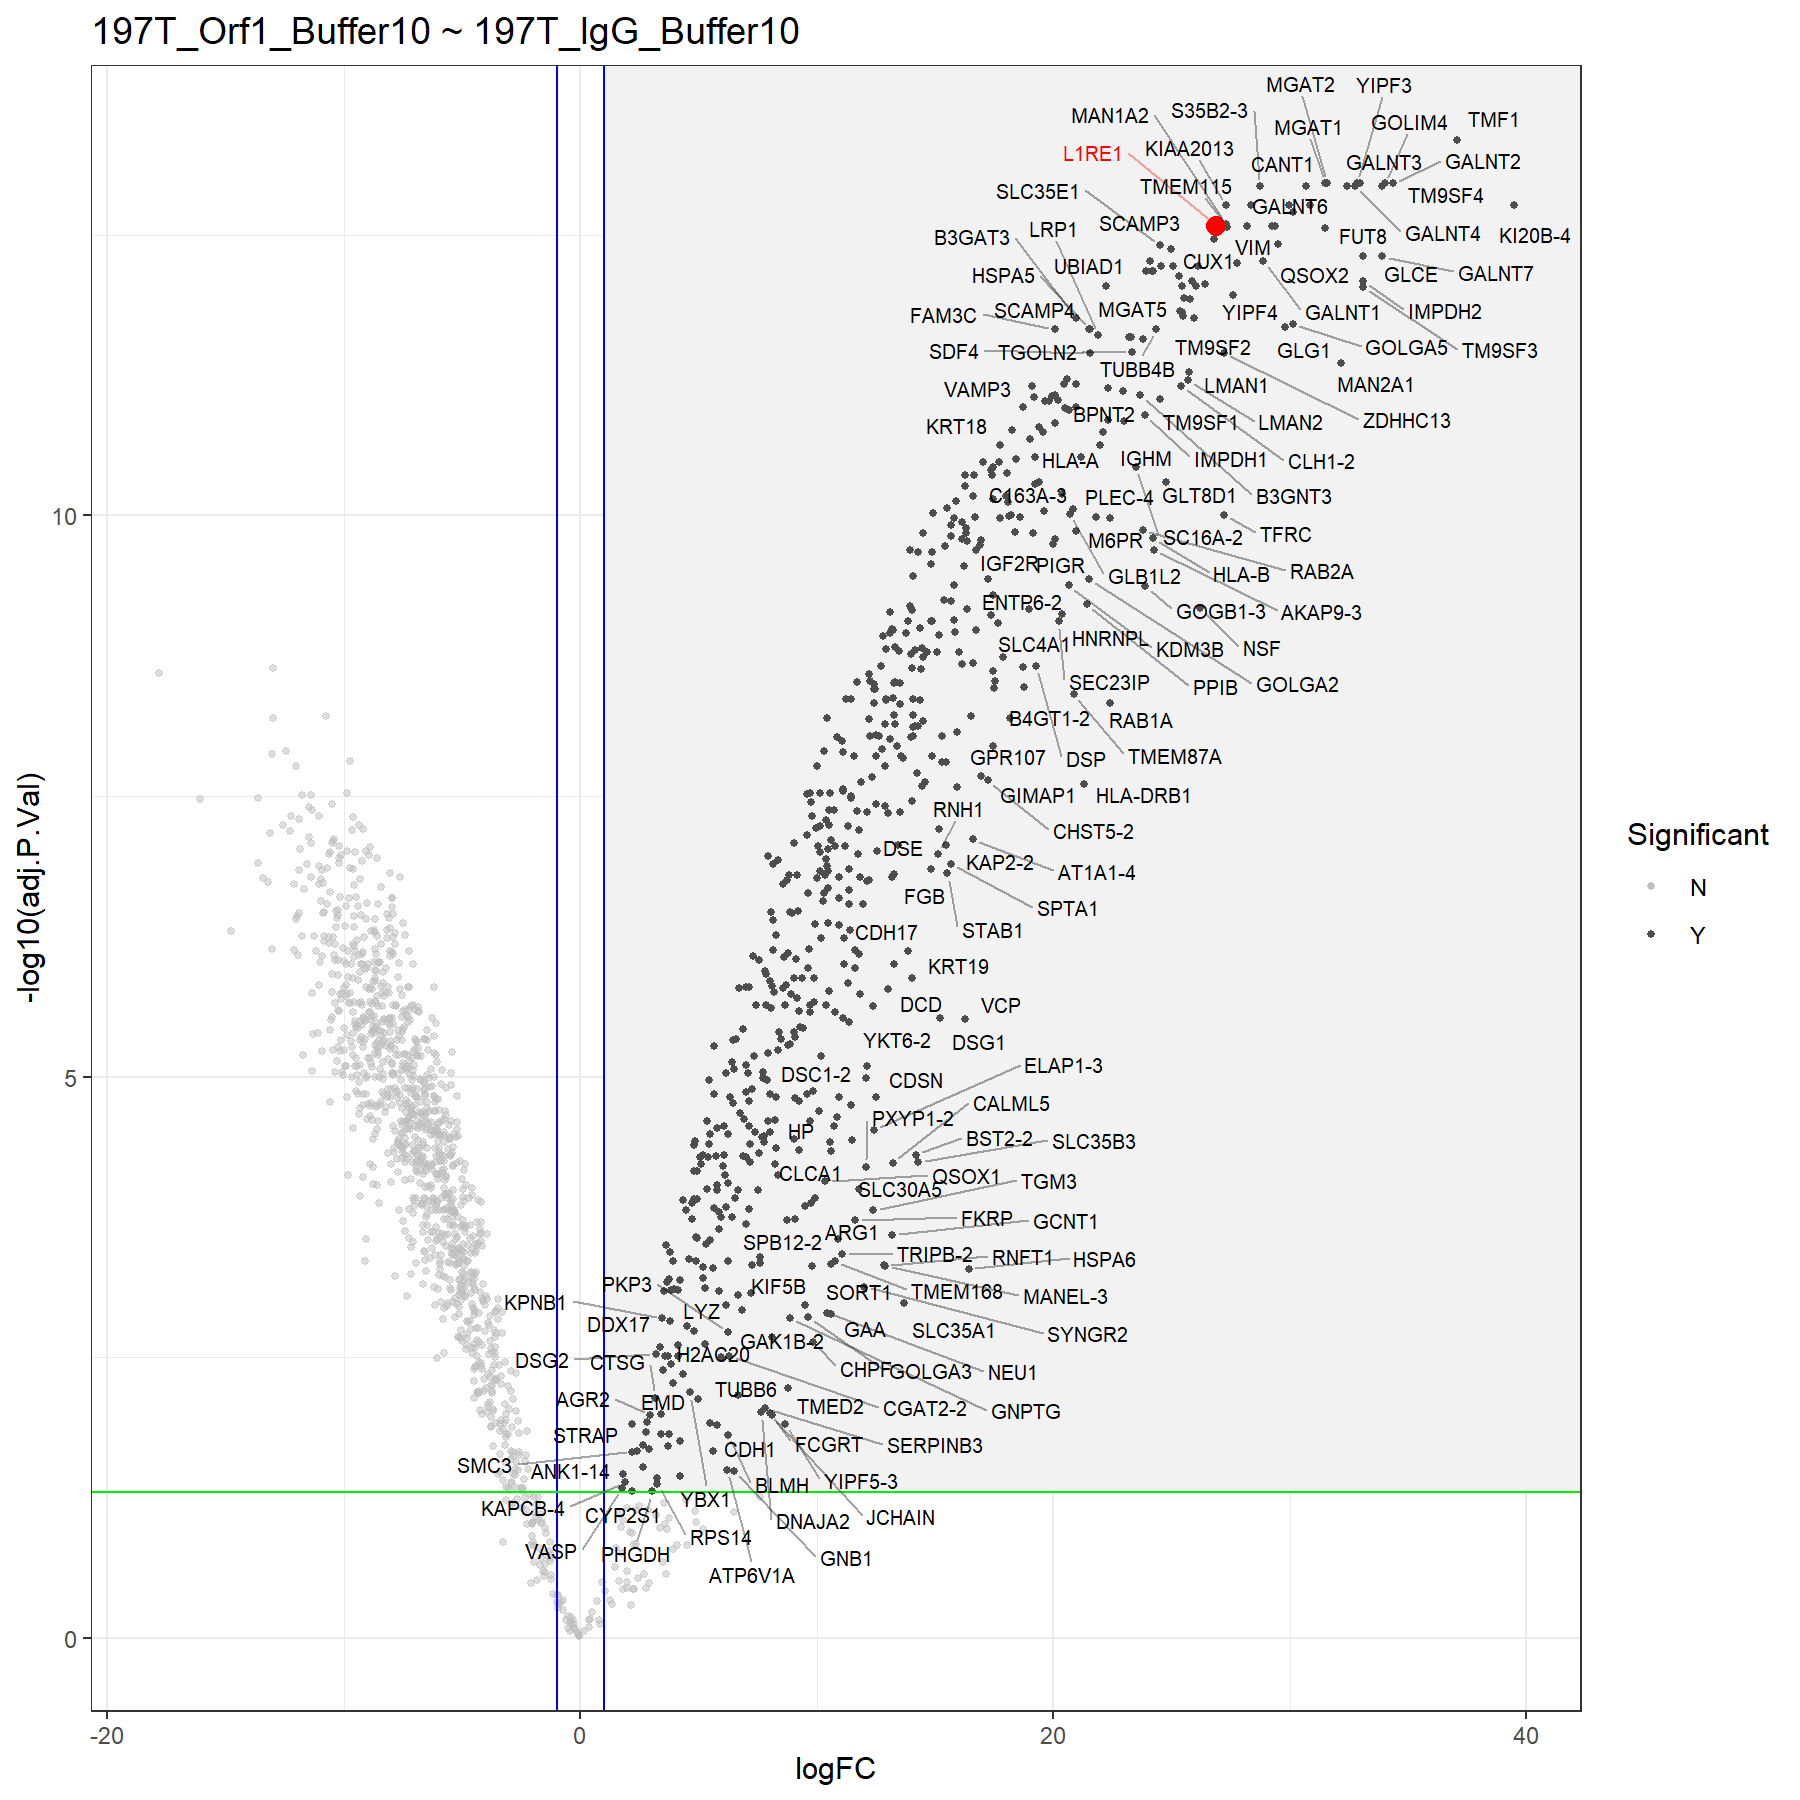 197T_Orf1_Buffer10 ~ 197T_IgG_Buffer10
MGAT2
YIPF3
MAN1A2
S35B2-3
MGAT1
GOLIM4
TMF1
L1RE1
KIAA2013
CANT1
GALNT3
GALNT2
SLC35E1
TMEM115
GALNT6
TM9SF4
B3GAT3
LRP1
SCAMP3
VIM
FUT8
GALNT4
KI20B-4
HSPA5
UBIAD1
CUX1
QSOX2
GLCE
GALNT7
FAM3C
SCAMP4
MGAT5
YIPF4
GALNT1
IMPDH2
SDF4
TGOLN2
TUBB4B
TM9SF2
GLG1
GOLGA5
TM9SF3
VAMP3
LMAN1
MAN2A1
KRT18
BPNT2
TM9SF1
LMAN2
ZDHHC13
HLA-A
IGHM
IMPDH1
CLH1-2
C163A-3
PLEC-4
GLT8D1
B3GNT3
M6PR
SC16A-2
TFRC
IGF2R
PIGR
GLB1L2
HLA-B
RAB2A
ENTP6-2
GOGB1-3
AKAP9-3
SLC4A1
HNRNPL
KDM3B
NSF
SEC23IP
PPIB
GOLGA2
B4GT1-2
RAB1A
GPR107
DSP
TMEM87A
RNH1
GIMAP1
HLA-DRB1
CHST5-2
DSE
KAP2-2
AT1A1-4
FGB
SPTA1
CDH17
STAB1
KRT19
DCD
VCP
YKT6-2
DSG1
DSC1-2
CDSN
ELAP1-3
HP
PXYP1-2
CALML5
BST2-2
SLC35B3
CLCA1
QSOX1
SLC30A5
TGM3
SPB12-2
ARG1
FKRP
GCNT1
TRIPB-2
RNFT1
HSPA6
PKP3
KIF5B
SORT1
TMEM168
MANEL-3
KPNB1
LYZ
DDX17
GAK1B-2
GAA
SLC35A1
SYNGR2
DSG2
CTSG
H2AC20
CHPF
GOLGA3
NEU1
AGR2
EMD
TUBB6
TMED2
CGAT2-2
GNPTG
STRAP
CDH1
FCGRT
SERPINB3
SMC3
ANK1-14
BLMH
YIPF5-3
KAPCB-4
CYP2S1
YBX1
DNAJA2
JCHAIN
VASP
PHGDH
RPS14
GNB1
ATP6V1A
10
5
0
-20
0
20
40
logFC
-log10(adj.P.Val)
Significant
N
Y